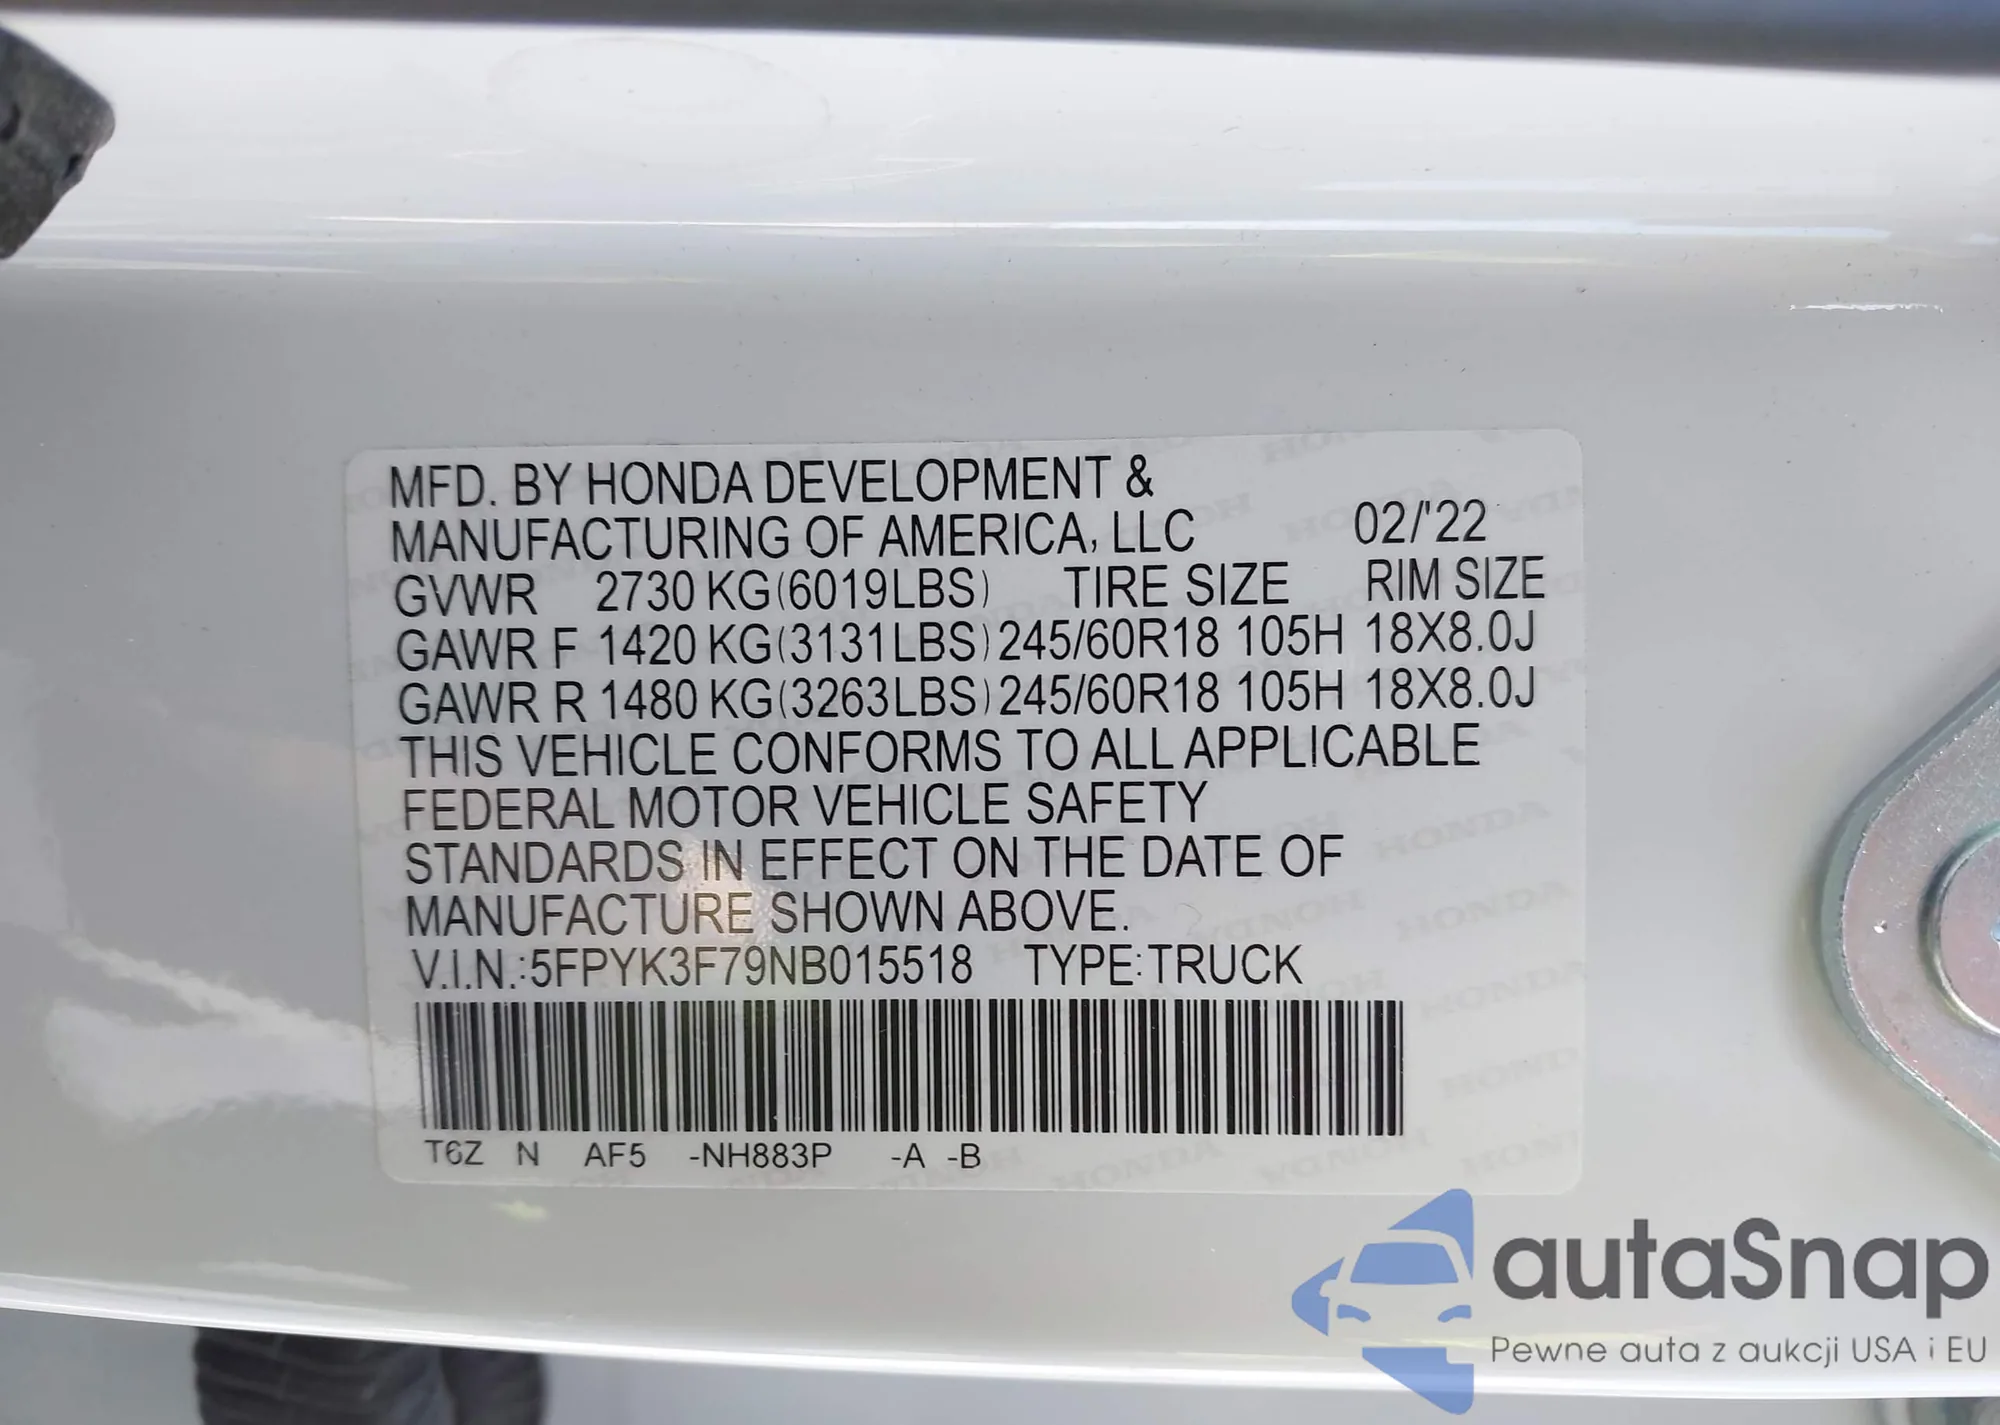 MFD. BY HONDA DEVELOPMENT &
MANUFACTURING OF AMERICA, LLC 02/'22
GVWR 2730 KG(6019LBS) TIRE SIZE RIM SIZE
GAWR F 1420 KG(3131LBS) 245/60R18 105H 18X8.0J
GAWR R 1480 KG(3263LBS) 245/60R18 105H 18X8.0J
THIS VEHICLE CONFORMS TO ALL APPLICABLE
FEDERAL MOTOR VEHICLE SAFETY
STANDARDS IN EFFECT ON THE DATE OF
MANUFACTURE SHOWN ABOVE.
V.I.N.:5FPYK3F79NB015518 TYPE:TRUCK
T6Z N AF5 -NH883P -A -B
autaSnap
Pewne auta z aukcji USA i EU